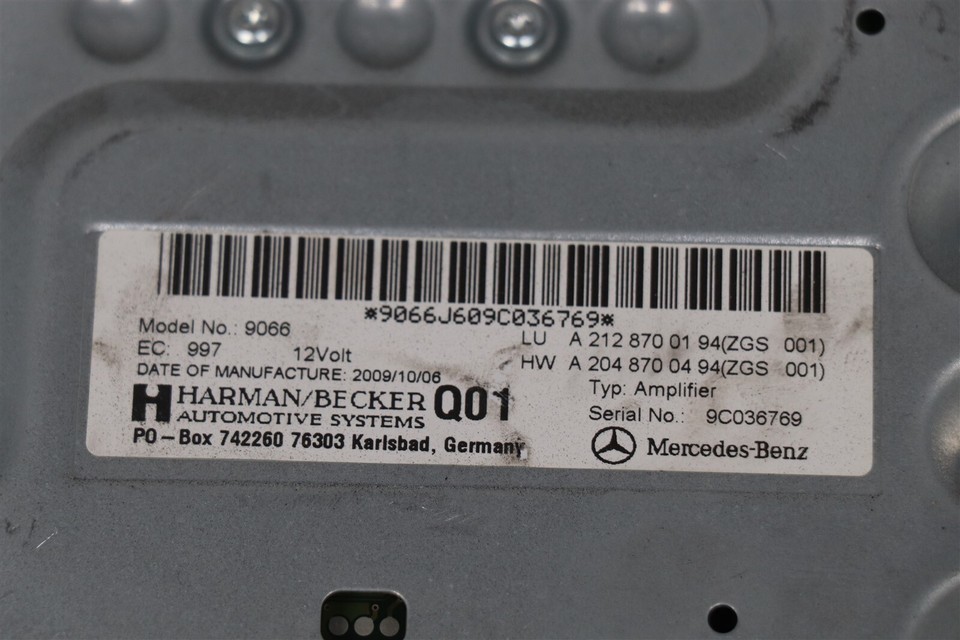 *9066J609C036769*
Model No.: 9066
EC: 997 12Volt
DATE OF MANUFACTURE: 2009/10/06
HARMAN/BECKER Q01
AUTOMOTIVE SYSTEMS
PO - Box 742260 76303 Karlsbad, Germany
LU A 212 870 01 94(ZGS 001)
HW A 204 870 04 94(ZGS 001)
Typ: Amplifier
Serial No.: 9C036769
Mercedes-Benz